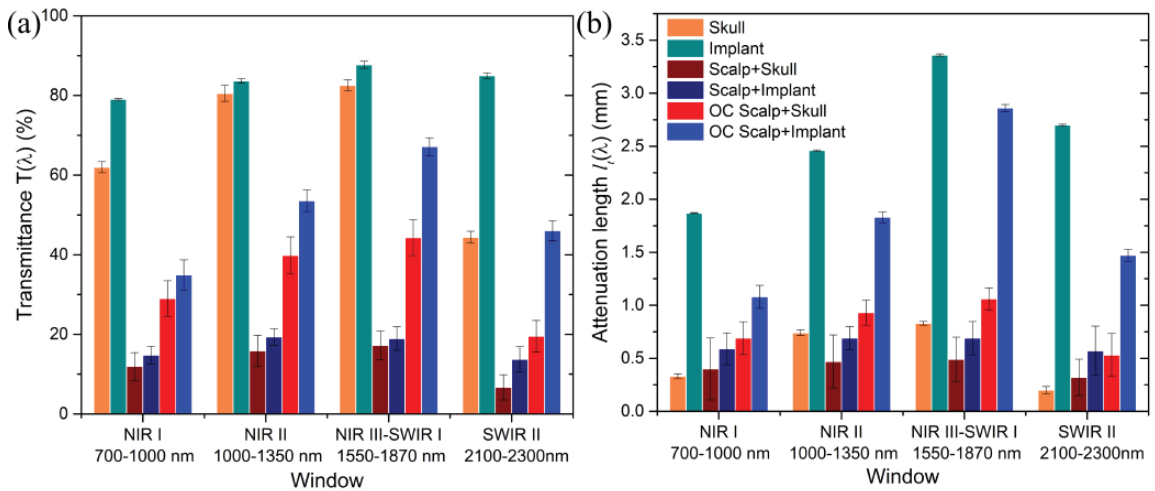 (a)
Transmittance T(λ) (%)
100
80
60
40
20
0
NIR I
700-1000 nm
NIR II
1000-1350 nm
NIR III-SWIR I
1550-1870 nm
SWIR II
2100-2300nm
Window
(b)
Attenuation length lt(λ) (mm)
3.5
3.0
2.5
2.0
1.5
1.0
0.5
0.0
Skull
Implant
Scalp+Skull
Scalp+Implant
OC Scalp+Skull
OC Scalp+Implant
NIR I
700-1000 nm
NIR II
1000-1350 nm
NIR III-SWIR I
1550-1870 nm
SWIR II
2100-2300nm
Window